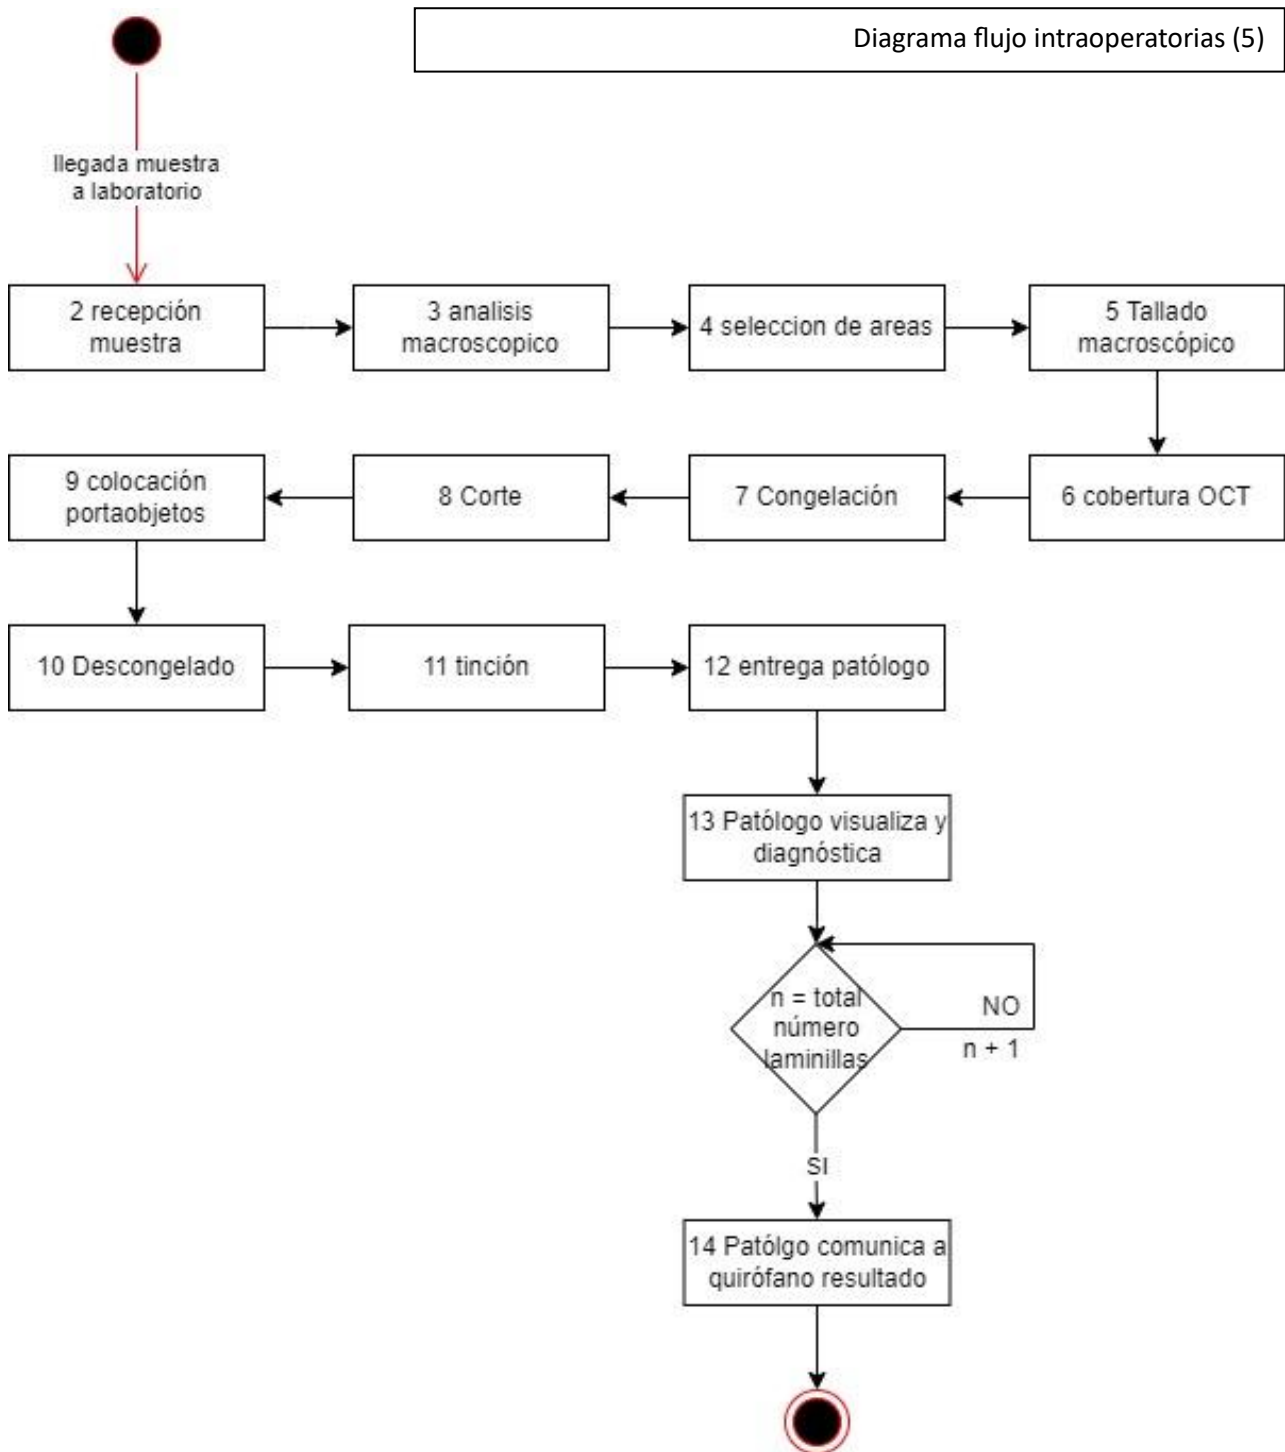 Diagrama flujo intraoperatorias (5)
llegada muestra
a laboratorio
2 recepción
muestra
3 analisis
macroscopico
4 seleccion de areas
5 Tallado
macroscópico
6 cobertura OCT
7 Congelación
8 Corte
9 colocación
portaobjetos
10 Descongelado
11 tinción
12 entrega patólogo
13 Patólogo visualiza y
diagnóstica
n = total
número
laminillas
NO
n + 1
SI
14 Patólgo comunica a
quirófano resultado